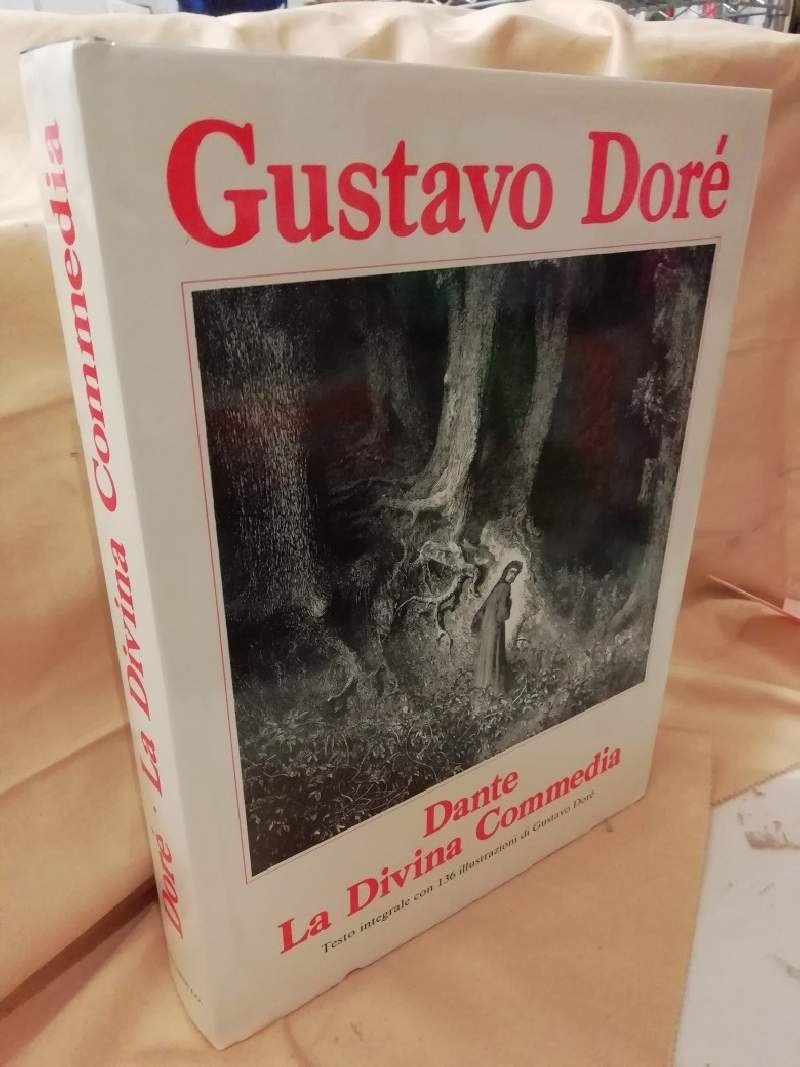 Gustavo Doré
Dante
La Divina Commedia
Testo integrale con 136 illustrazioni di Gustavo Doré
Doré · La Divina Commedia